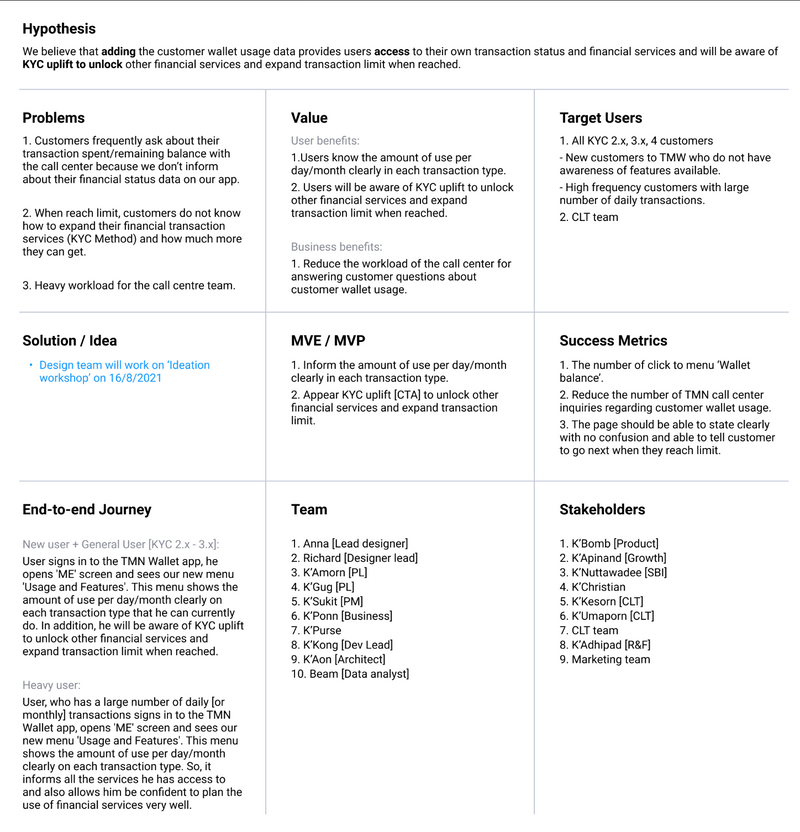 Hypothesis
We believe that adding the customer wallet usage data provides users access to their own transaction status and financial services and will be aware of
KYC uplift to unlock other financial services and expand transaction limit when reached.
Problems
1. Customers frequently ask about their
transaction spent/remaining balance with
the call center because we don't inform
about their financial status data on our app.
2. When reach limit, customers do not know
how to expand their financial transaction
services (KYC Method) and how much more
they can get.
3. Heavy workload for the call centre team.
Value
User benefits:
1.Users know the amount of use per
day/month clearly in each transaction type.
2. Users will be aware of KYC uplift to unlock
other financial services and expand
transaction limit when reached.
Business benefits:
1. Reduce the workload of the call center for
answering customer questions about
customer wallet usage.
Target Users
1. All KYC 2.x, 3.x, 4 customers
- New customers to TMW who do not have
awareness of features available.
- High frequency customers with large
number of daily transactions.
2. CLT team
Solution / Idea
• Design team will work on 'Ideation
workshop' on 16/8/2021
MVE / MVP
1. Inform the amount of use per day/month
clearly in each transaction type.
2. Appear KYC uplift [CTA] to unlock other
financial services and expand transaction
limit.
Success Metrics
1. The number of click to menu 'Wallet
balance'.
2. Reduce the number of TMN call center
inquiries regarding customer wallet usage.
3. The page should be able to state clearly
with no confusion and able to tell customer
to go next when they reach limit.
End-to-end Journey
New user + General User [KYC 2.x - 3.x]:
User signs in to the TMN Wallet app, he
opens 'ME' screen and sees our new menu
'Usage and Features'. This menu shows the
amount of use per day/month clearly on
each transaction type that he can currently
do. In addition, he will be aware of KYC uplift
to unlock other financial services and
expand transaction limit when reached.
Heavy user:
User, who has a large number of daily [or
monthly] transactions signs in to the TMN
Wallet app, opens 'ME' screen and sees our
new menu 'Usage and Features'. This menu
shows the amount of use per day/month
clearly on each transaction type. So, it
informs all the services he has access to
and also allows him be confident to plan the
use of financial services very well.
Team
1. Anna [Lead designer]
2. Richard [Designer lead]
3. K'Amorn [PL]
4. K'Gug [PL]
5. K'Sukit [PM]
6. K'Ponn [Business]
7. K'Purse
8. K'Kong [Dev Lead]
9. K'Aon [Architect]
10. Beam [Data analyst]
Stakeholders
1. K'Bomb [Product]
2. K'Apinand [Growth]
3. K'Nuttawadee [SBI]
4. K'Christian
5. K'Kesorn [CLT]
6. K'Umaporn [CLT]
7. CLT team
8. K'Adhipad [R&F]
9. Marketing team